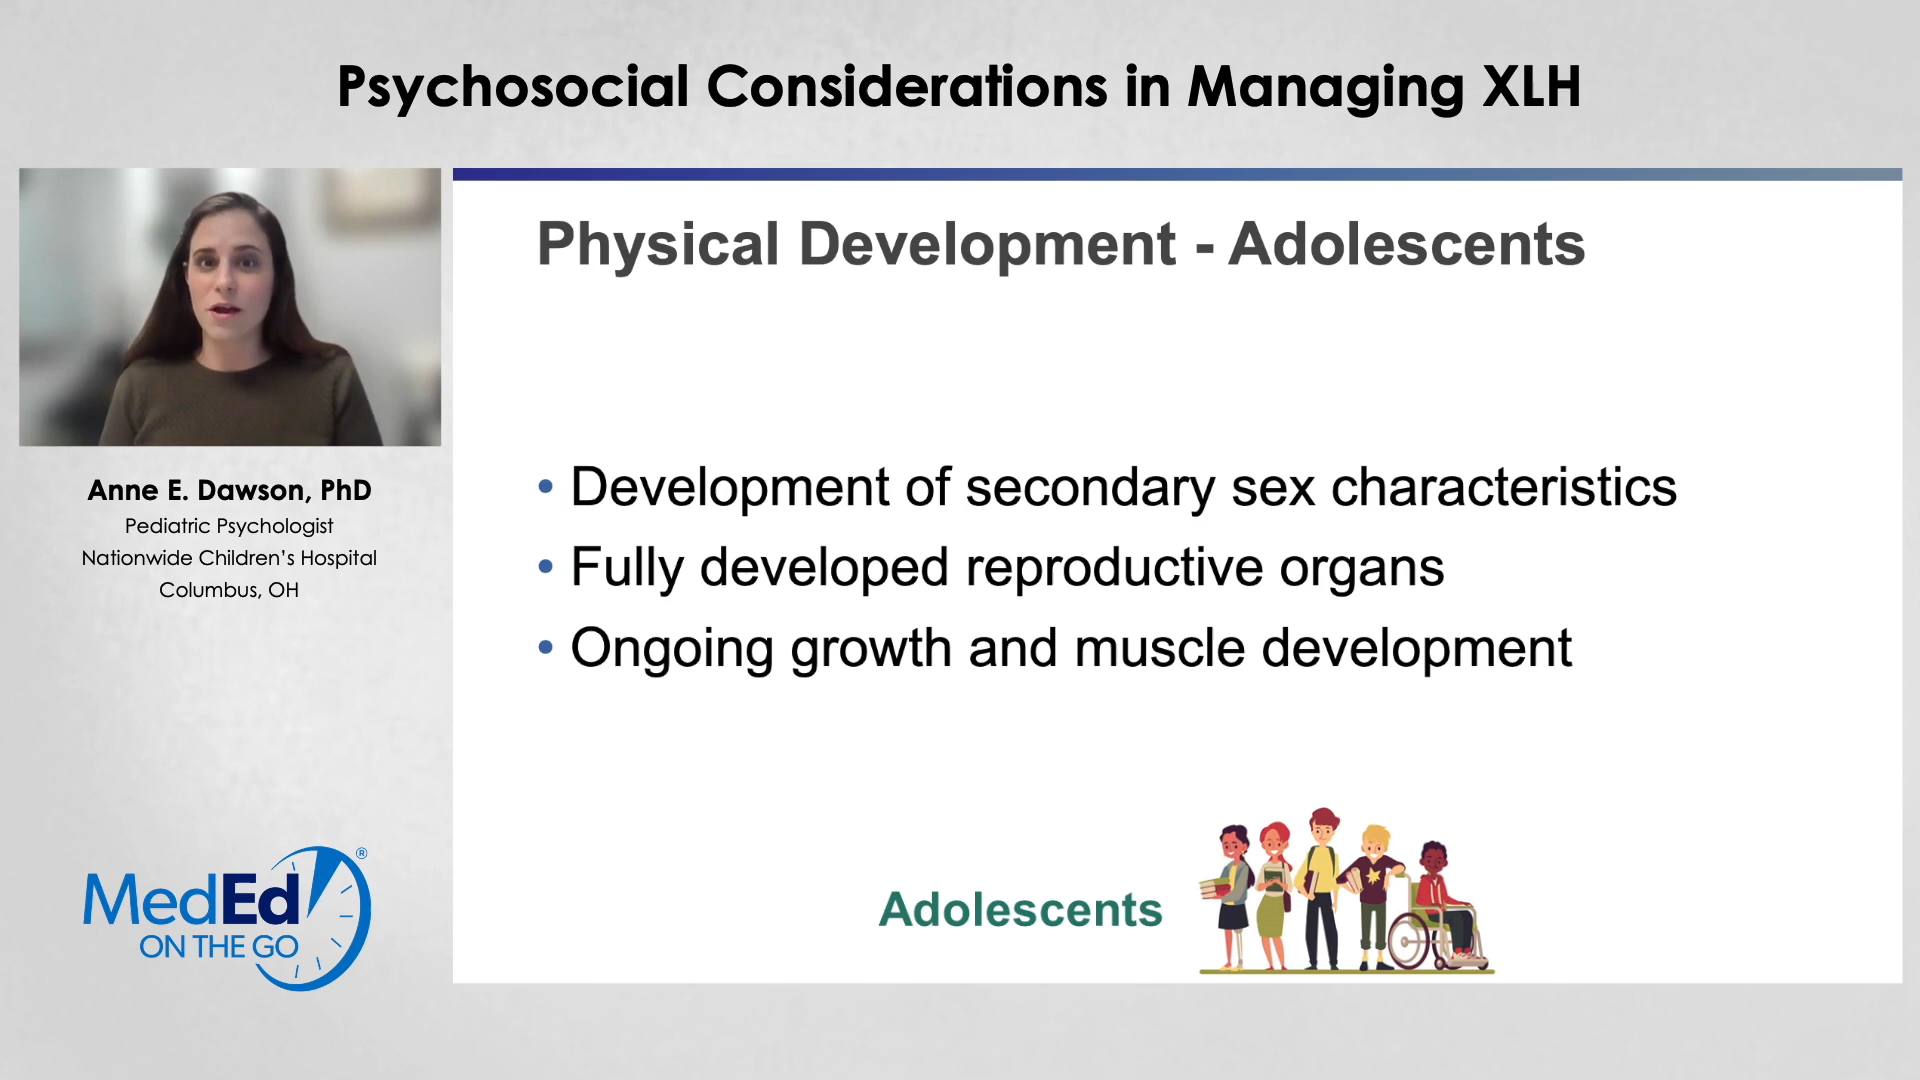 Psychosocial Considerations in Managing XLH
Anne E. Dawson, PhD
Pediatric Psychologist
Nationwide Children’s Hospital
Columbus, OH
MedEd®
ON THE GO
Physical Development - Adolescents
• Development of secondary sex characteristics
• Fully developed reproductive organs
• Ongoing growth and muscle development
Adolescents